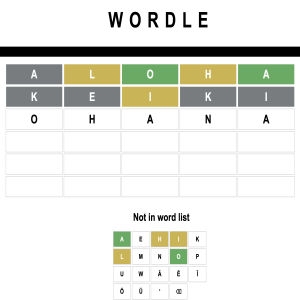 WORDLE
A L O H A
K E I K I
O H A N A
Not in word list
A E H I K
L M N O P
U W Ā Ē Ī
Ō Ū ʻ ⌫